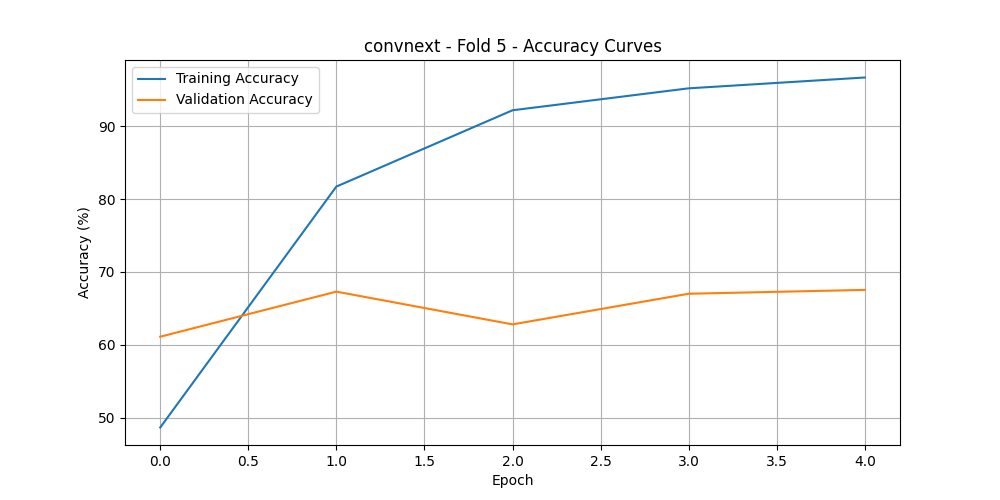 convnext - Fold 5 - Accuracy Curves
Training Accuracy
Validation Accuracy
90
80
70
60
50
Accuracy (%)
0.0 0.5 1.0 1.5 2.0 2.5 3.0 3.5 4.0
Epoch